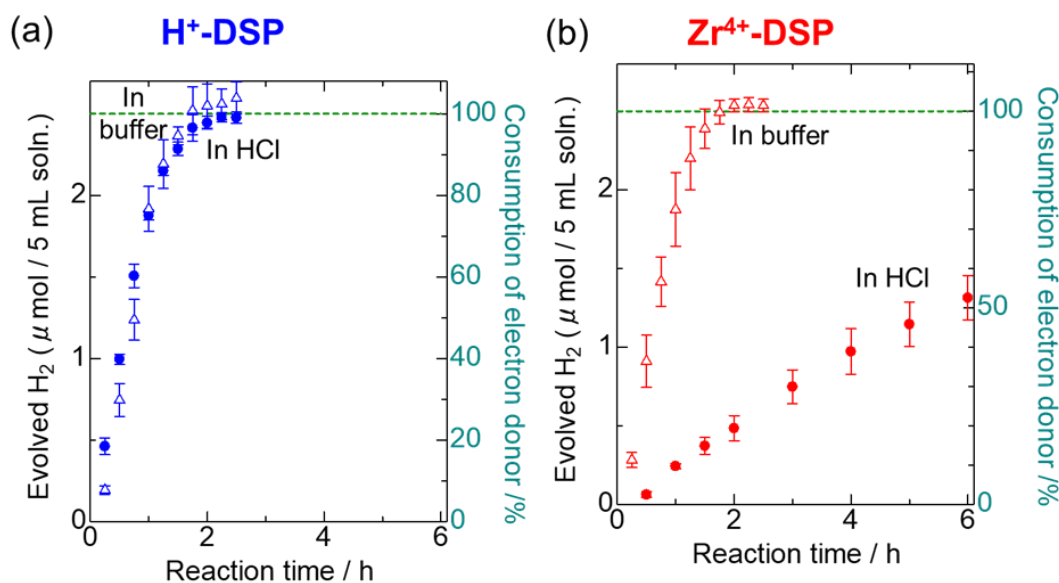 (a)
H⁺-DSP
Evolved H₂ (μ mol / 5 mL soln.)
2
1
0
In
buffer
In HCl
100
80
60
40
20
0
Consumption of electron donor /%
0 2 4 6
Reaction time / h
(b)
Zr⁴⁺-DSP
Evolved H₂ (μ mol / 5 mL soln.)
2
1
0
In buffer
In HCl
100
50
0
Consumption of electron donor /%
0 2 4 6
Reaction time / h